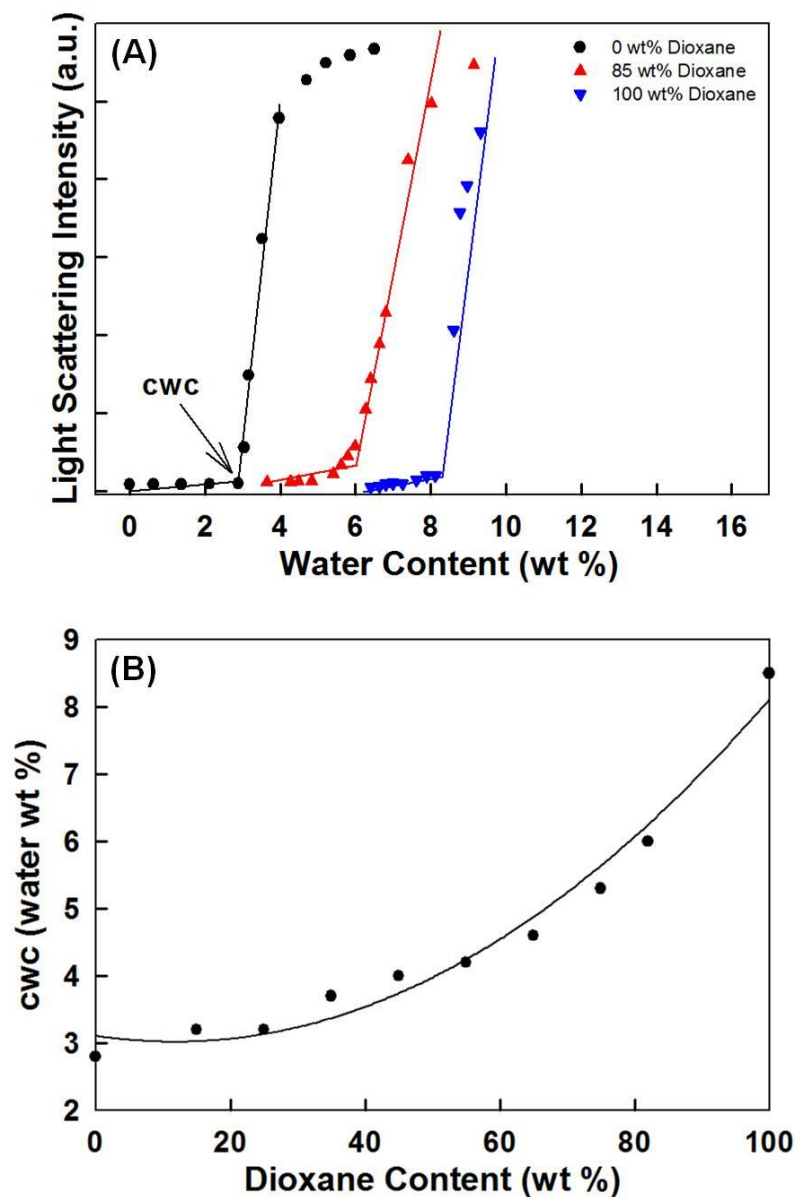 (A)
0 wt% Dioxane
85 wt% Dioxane
100 wt% Dioxane
Light Scattering Intensity (a.u.)
cwc
0 2 4 6 8 10 12 14 16
Water Content (wt %)
(B)
9
8
7
6
5
4
3
2
cwc (water wt %)
0 20 40 60 80 100
Dioxane Content (wt %)